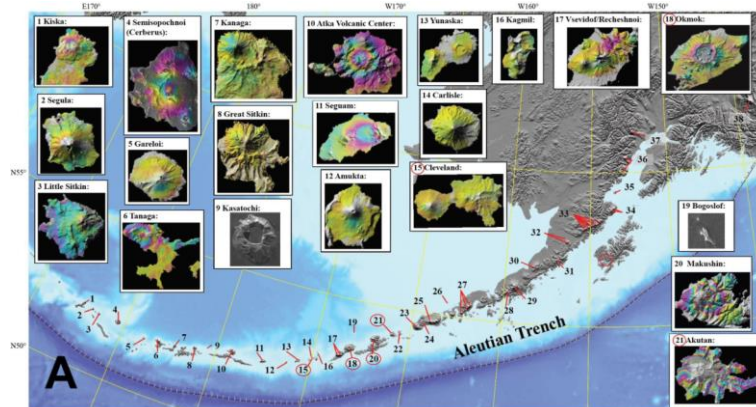 E170° E°180 W170° W160° W150°
1 Kiska:
4 Semisopochnoi
(Cerberus):
7 Kanaga:
10 Atka Volcanic Center:
13 Yunaska:
16 Kagmil:
17 Vsevidof/Recheshnoi:
18 Okmok:
2 Segula:
5 Gareloi:
8 Great Sitkin:
11 Seguam:
14 Carlisle:
3 Little Sitkin:
6 Tanaga:
9 Kasatochi:
12 Amukta:
15 Cleveland:
19 Bogoslof:
20 Makushin:
21 Akutan:
N55°
N50°
38
37
36
35
34
33
32
31
30
29
28
27
26
25
24
23
22
21
20
19
18
17
16
15
14
13
12
11
10
9
8
7
6
5
4
3
2
1
Aleutian Trench
A